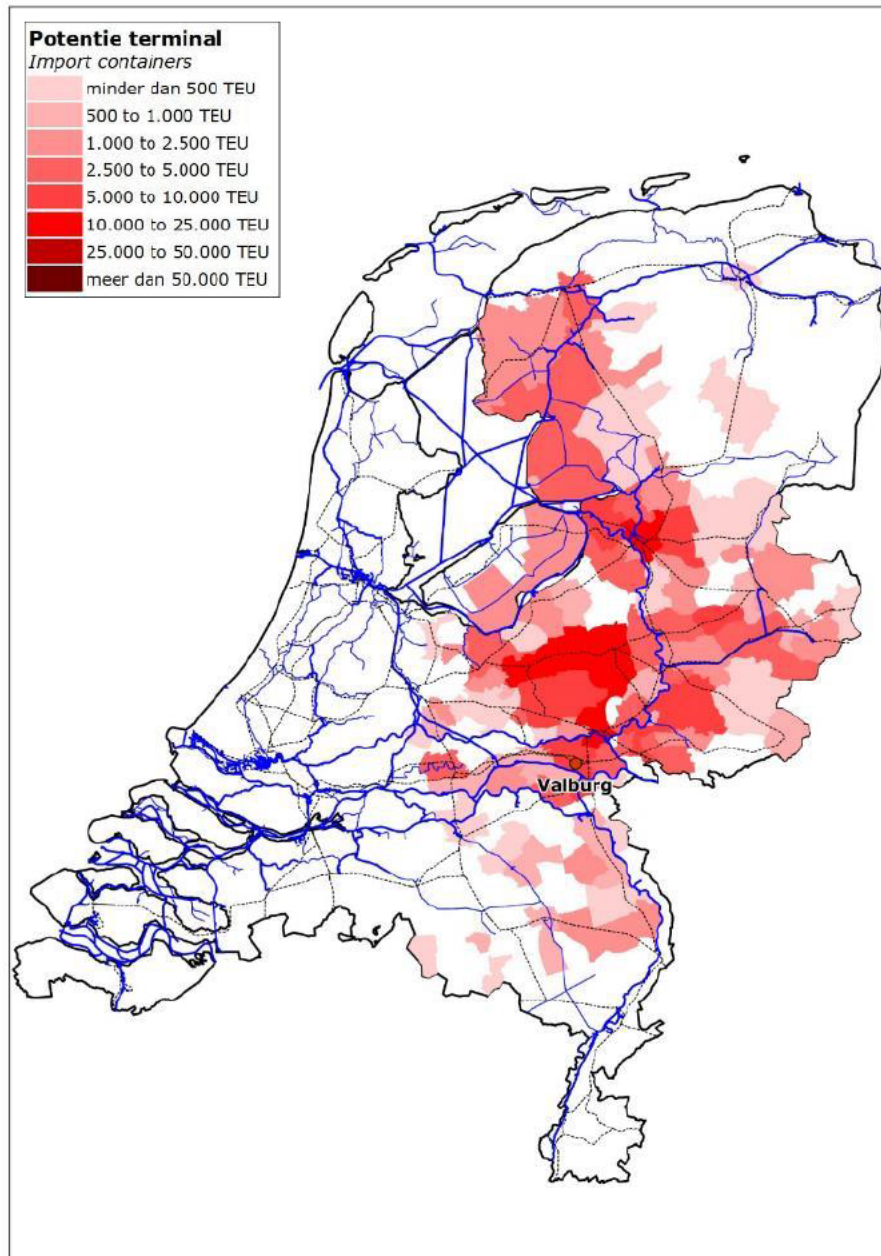 Potentie terminal
Import containers
minder dan 500 TEU
500 to 1.000 TEU
1.000 to 2.500 TEU
2.500 to 5.000 TEU
5.000 to 10.000 TEU
10.000 to 25.000 TEU
25.000 to 50.000 TEU
meer dan 50.000 TEU
Valburg